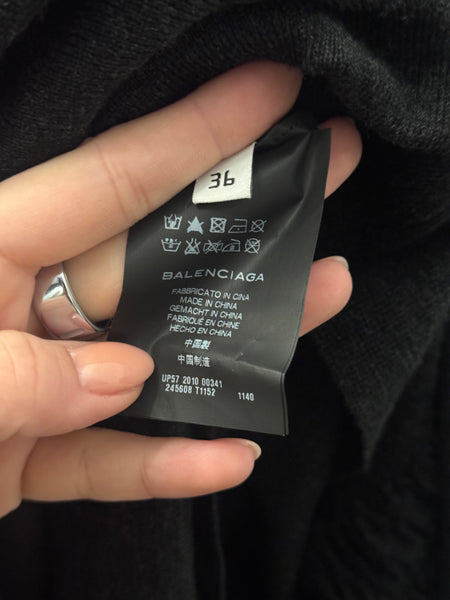 36
BALENCIAGA
FABBRICATO IN CINA
MADE IN CHINA
GEMACHT IN CHINA
FABRIQUÉ EN CHINE
HECHO EN CHINA
中国製
中国制造
UP57 2010 00341
245608 T1152 1140